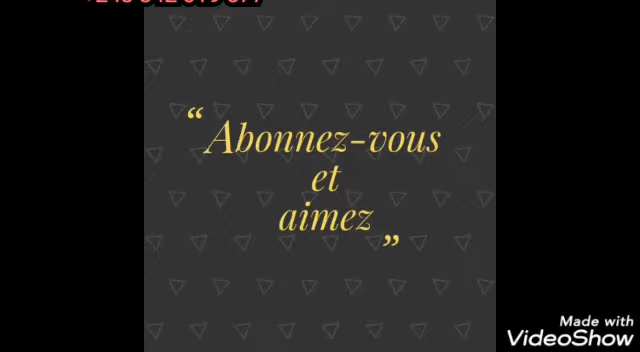 “ Abonnez-vous
et
aimez ”
Made with
VideoShow